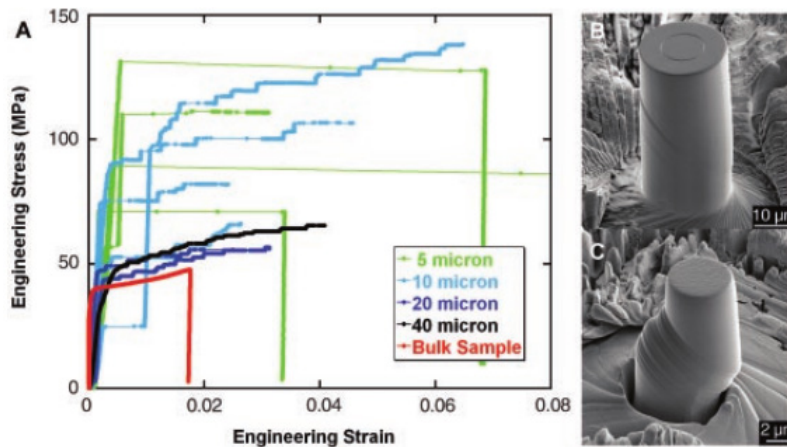 A
150
100
50
0
Engineering Stress (MPa)
5 micron
10 micron
20 micron
40 micron
Bulk Sample
0
0.02
0.04
0.06
0.08
Engineering Strain
B
10 µm
C
2 µm